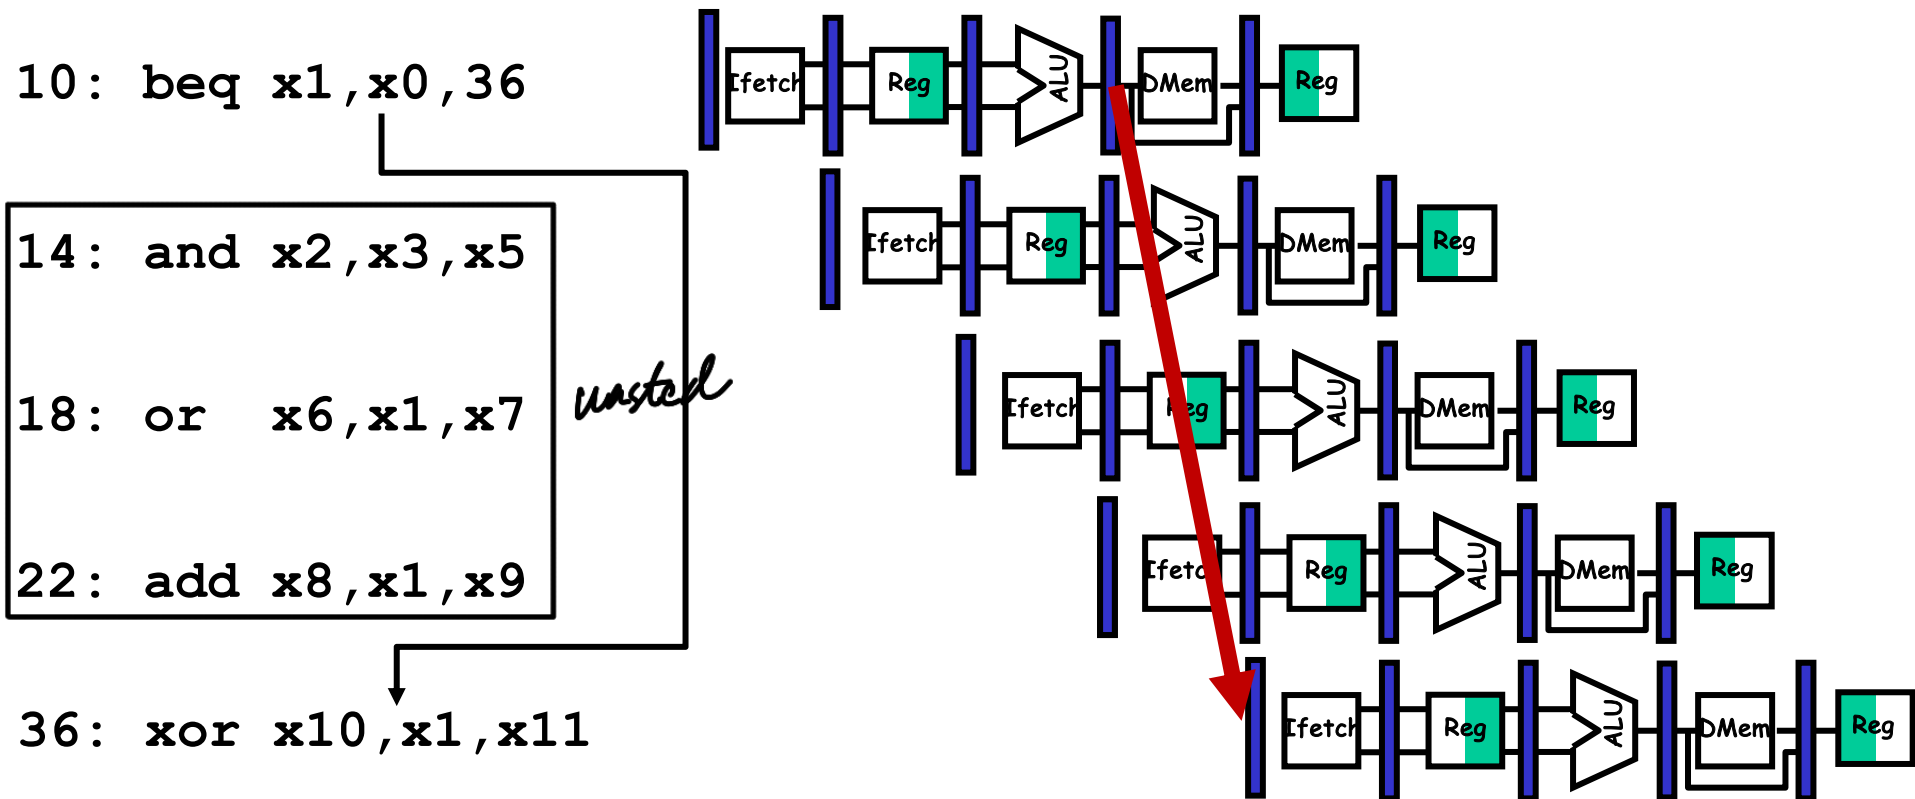 10: beq x1,x0,36
Ifetch Reg ALU DMem Reg
14: and x2,x3,x5
Ifetch Reg ALU DMem Reg
wasted
18: or x6,x1,x7
Ifetch Reg ALU DMem Reg
22: add x8,x1,x9
Ifetch Reg ALU DMem Reg
36: xor x10,x1,x11
Ifetch Reg ALU DMem Reg